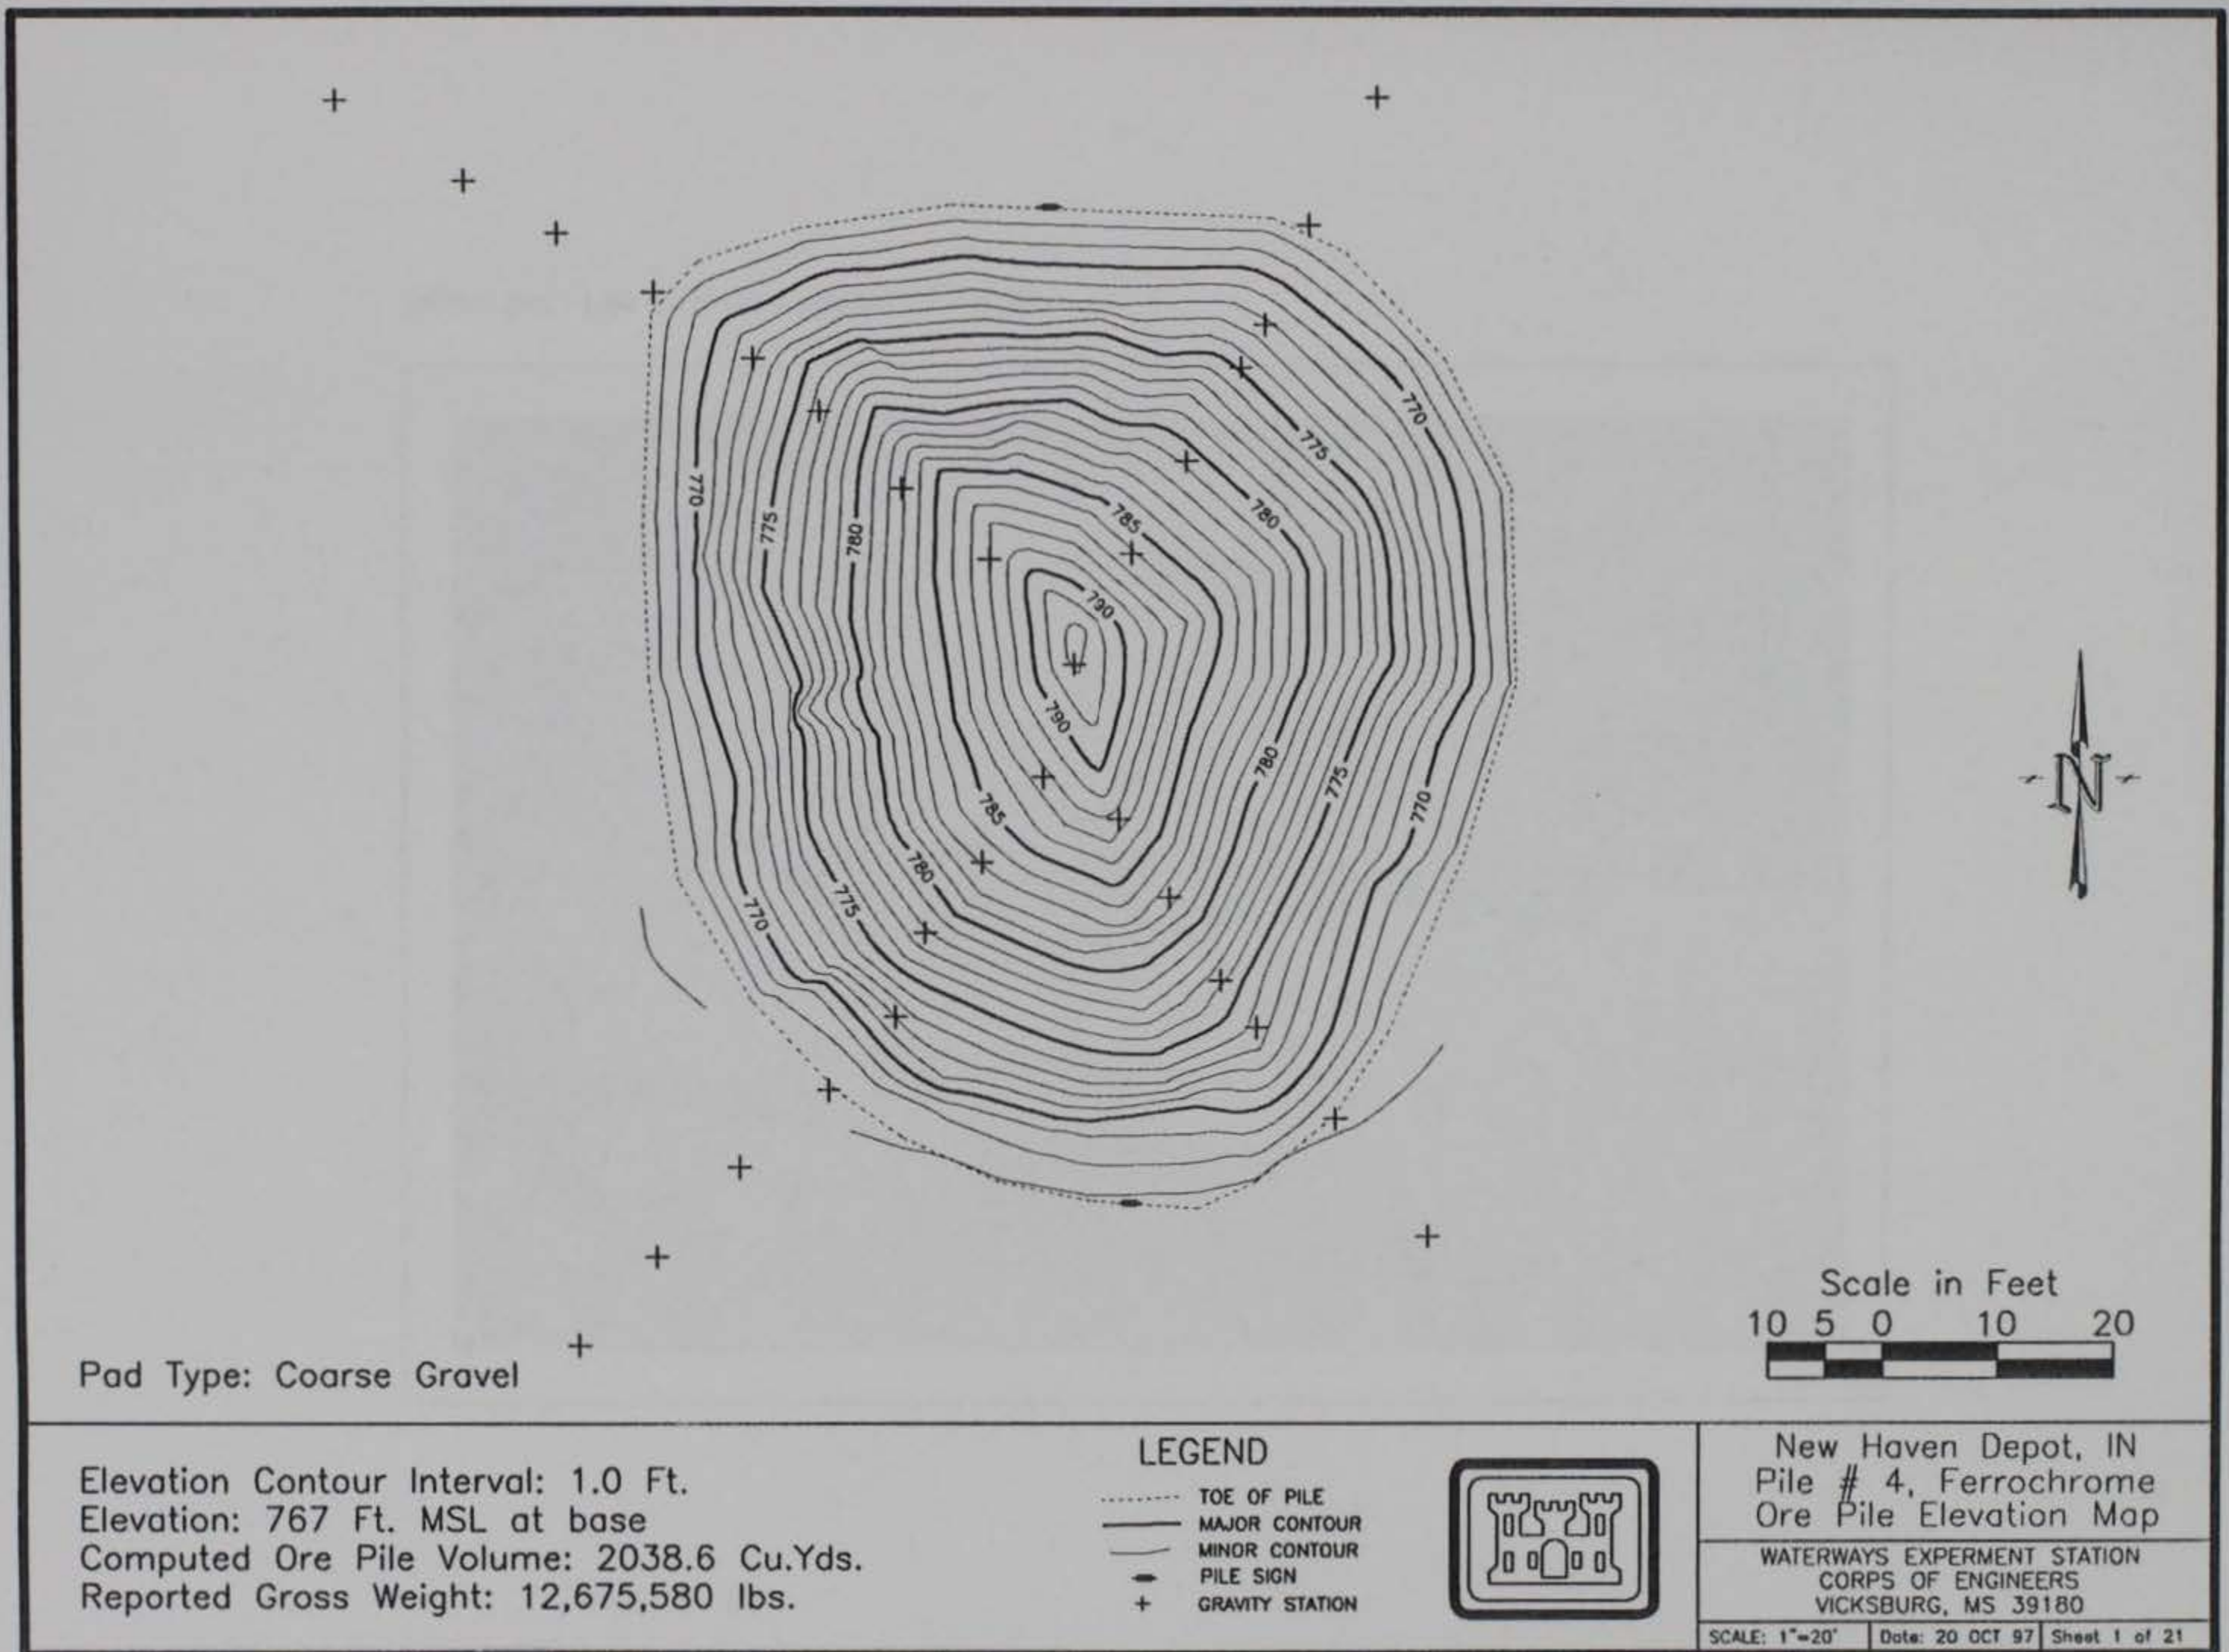 770
775
780
785
790
770
775
780
790
785
780
775
770
780
775
770
N
Scale in Feet
10 5 0 10 20
Pad Type: Coarse Gravel
Elevation Contour Interval: 1.0 Ft.
Elevation: 767 Ft. MSL at base
Computed Ore Pile Volume: 2038.6 Cu.Yds.
Reported Gross Weight: 12,675,580 lbs.
LEGEND
TOE OF PILE
MAJOR CONTOUR
MINOR CONTOUR
PILE SIGN
GRAVITY STATION
New Haven Depot, IN
Pile # 4, Ferrochrome
Ore Pile Elevation Map
WATERWAYS EXPERMENT STATION
CORPS OF ENGINEERS
VICKSBURG, MS 39180
SCALE: 1"=20' Date: 20 OCT 97 Sheet 1 of 21